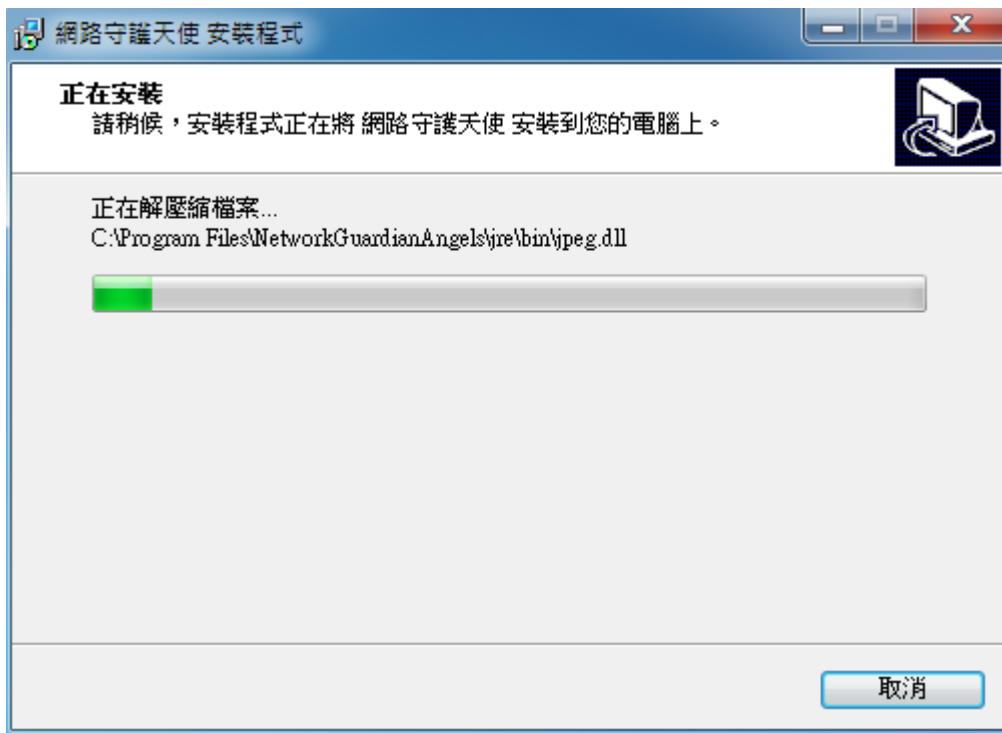 網路守護天使 安裝程式
正在安裝
請稍候，安裝程式正在將 網路守護天使 安裝到您的電腦上。
正在解壓縮檔案...
C:\Program Files\NetworkGuardianAngels\jre\bin\jpeg.dll
取消